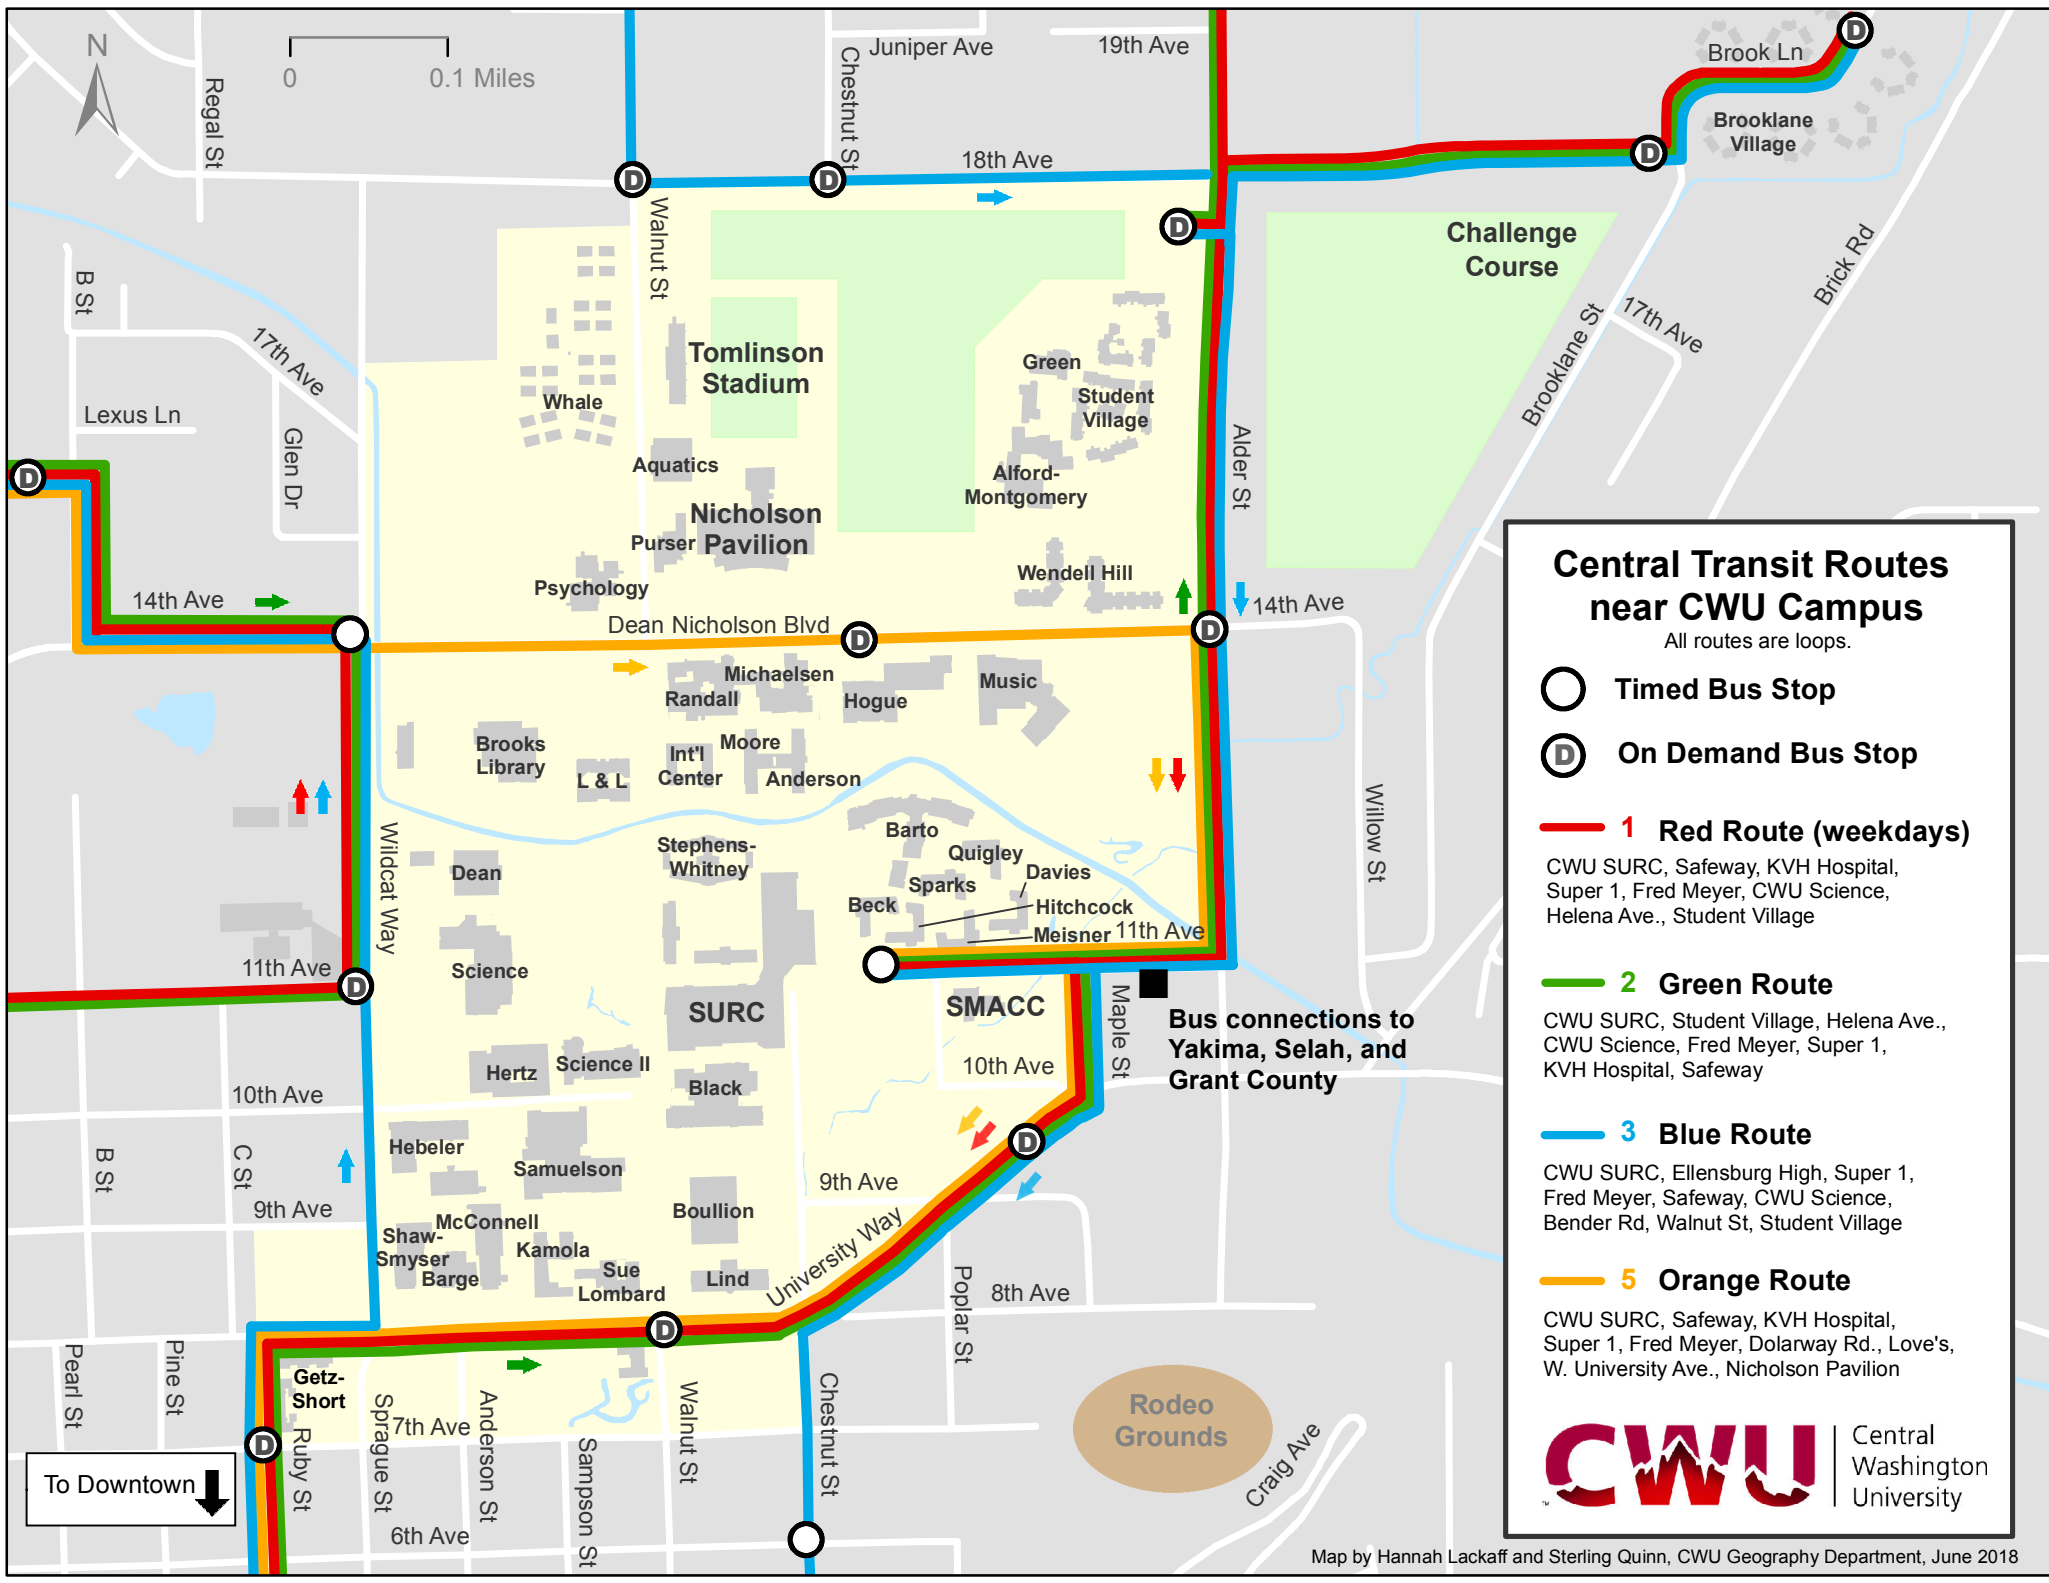 N
0
0.1 Miles
Regal St
Juniper Ave
Chestnut St
19th Ave
Brook Ln
D
Brooklane
Village
18th Ave
D
D
D
D
Walnut St
Challenge
Course
Brick Rd
B St
17th Ave
17th Ave
Brooklane St
Tomlinson
Stadium
Green
Student
Village
Whale
Lexus Ln
Glen Dr
Alder St
Aquatics
Alford-
Montgomery
D
Nicholson
Pavilion
Purser
Psychology
Wendell Hill
14th Ave
14th Ave
Dean Nicholson Blvd
D
D
Michaelsen
Randall
Hogue
Music
Brooks
Library
L & L
Int'l
Center
Moore
Anderson
Willow St
Wildcat Way
Barto
Stephens-
Whitney
Quigley
Davies
Dean
Sparks
Beck
Hitchcock
Meisner
11th Ave
11th Ave
D
Science
SURC
SMACC
Maple St
Bus connections to
Yakima, Selah, and
Grant County
Hertz
Science II
10th Ave
Black
10th Ave
D
Hebeler
B St
C St
Samuelson
9th Ave
9th Ave
Boullion
McConnell
Shaw-
Smyser
Kamola
Barge
Sue
Lombard
Lind
University Way
Poplar St
8th Ave
D
Pearl St
Pine St
Getz-
Short
Sprague St
7th Ave
Anderson St
Walnut St
Chestnut St
Rodeo
Grounds
D
Ruby St
Sampson St
Craig Ave
To Downtown
6th Ave
Central Transit Routes
near CWU Campus
All routes are loops.
Timed Bus Stop
D On Demand Bus Stop
1 Red Route (weekdays)
CWU SURC, Safeway, KVH Hospital,
Super 1, Fred Meyer, CWU Science,
Helena Ave., Student Village
2 Green Route
CWU SURC, Student Village, Helena Ave.,
CWU Science, Fred Meyer, Super 1,
KVH Hospital, Safeway
3 Blue Route
CWU SURC, Ellensburg High, Super 1,
Fred Meyer, Safeway, CWU Science,
Bender Rd, Walnut St, Student Village
5 Orange Route
CWU SURC, Safeway, KVH Hospital,
Super 1, Fred Meyer, Dolarway Rd., Love's,
W. University Ave., Nicholson Pavilion
CWU
™
Central
Washington
University
Map by Hannah Lackaff and Sterling Quinn, CWU Geography Department, June 2018